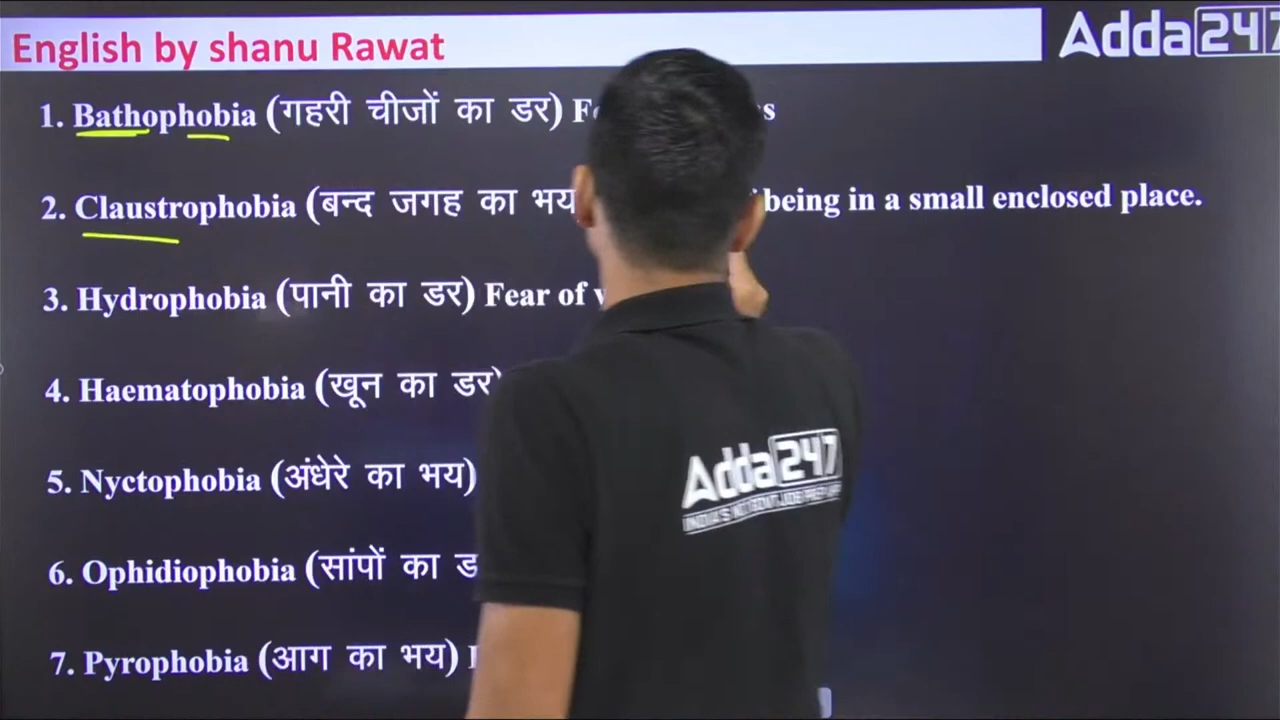 English by shanu Rawat
Adda247
1. Bathophobia (गहरी चीजों का डर)
2. Claustrophobia (बन्द जगह का भय being in a small enclosed place.
3. Hydrophobia (पानी का डर) Fear of
4. Haematophobia (खून का डर)
5. Nyctophobia (अंधेरे का भय)
6. Ophidiophobia (सांपों का
7. Pyrophobia (आग का भय)
Adda247